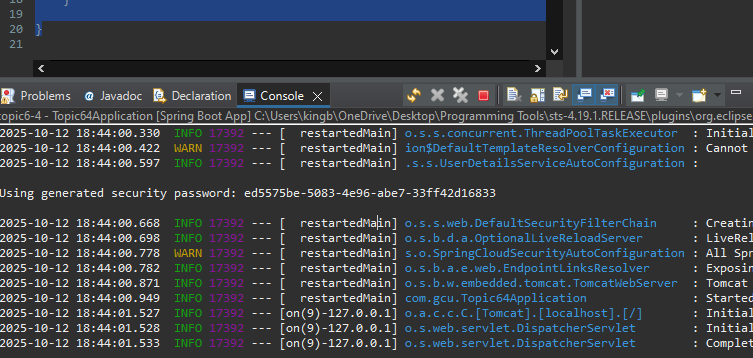 18 }
19
20 }
21
Problems @ Javadoc Declaration Console
topic6-4 - Topic64Application [Spring Boot App] C:\Users\kingb\OneDrive\Desktop\Programming Tools\sts-4.19.1.RELEASE\plugins\org.eclipse
2025-10-12 18:44:00.330 INFO 17392 --- [ restartedMain] o.s.s.concurrent.ThreadPoolTaskExecutor : Initial
2025-10-12 18:44:00.422 WARN 17392 --- [ restartedMain] ion$DefaultTemplateResolverConfiguration : Cannot
2025-10-12 18:44:00.597 INFO 17392 --- [ restartedMain] .s.s.UserDetailsServiceAutoConfiguration :
Using generated security password: ed5575be-5083-4e96-abe7-33ff42d16833
2025-10-12 18:44:00.668 INFO 17392 --- [ restartedMain] o.s.s.web.DefaultSecurityFilterChain : Creating
2025-10-12 18:44:00.698 INFO 17392 --- [ restartedMain] o.s.b.d.a.OptionalLiveReloadServer : LiveRel
2025-10-12 18:44:00.778 WARN 17392 --- [ restartedMain] s.o.SpringCloudSecurityAutoConfiguration : All Spr
2025-10-12 18:44:00.782 INFO 17392 --- [ restartedMain] o.s.b.a.e.web.EndpointLinksResolver : Exposin
2025-10-12 18:44:00.871 INFO 17392 --- [ restartedMain] o.s.b.w.embedded.tomcat.TomcatWebServer : Tomcat
2025-10-12 18:44:00.949 INFO 17392 --- [ restartedMain] com.gcu.Topic64Application : Started
2025-10-12 18:44:01.527 INFO 17392 --- [on(9)-127.0.0.1] o.a.c.c.C.[Tomcat].[localhost].[/] : Initial
2025-10-12 18:44:01.528 INFO 17392 --- [on(9)-127.0.0.1] o.s.web.servlet.DispatcherServlet : Initial
2025-10-12 18:44:01.533 INFO 17392 --- [on(9)-127.0.0.1] o.s.web.servlet.DispatcherServlet : Complet